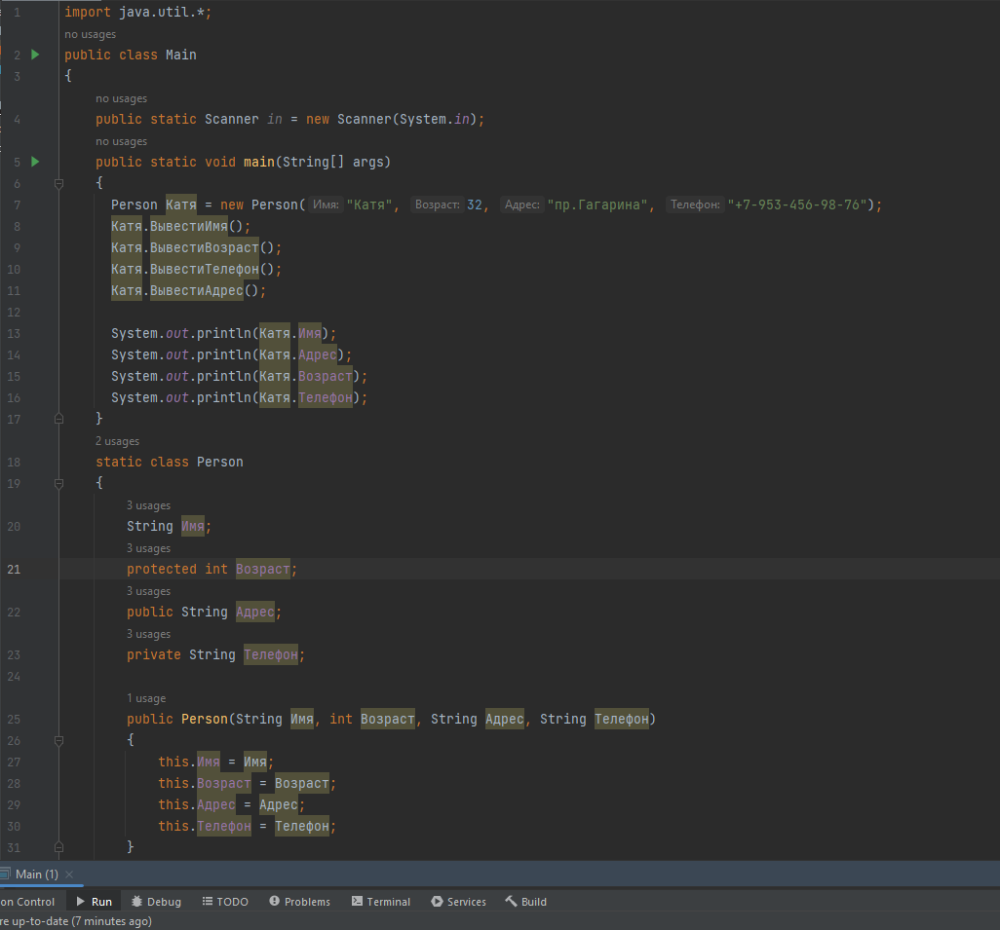 1 import java.util.*;
no usages
2 public class Main
3 {
no usages
4 public static Scanner in = new Scanner(System.in);
no usages
5 public static void main(String[] args)
6 {
7 Person Катя = new Person( Имя: "Катя", Возраст: 32, Адрес: "пр.Гагарина", Телефон: "+7-953-456-98-76");
8 Катя.ВывестиИмя();
9 Катя.ВывестиВозраст();
10 Катя.ВывестиТелефон();
11 Катя.ВывестиАдрес();
12
13 System.out.println(Катя.Имя);
14 System.out.println(Катя.Адрес);
15 System.out.println(Катя.Возраст);
16 System.out.println(Катя.Телефон);
17 }
2 usages
18 static class Person
19 {
3 usages
20 String Имя;
3 usages
21 protected int Возраст;
3 usages
22 public String Адрес;
3 usages
23 private String Телефон;
24
1 usage
25 public Person(String Имя, int Возраст, String Адрес, String Телефон)
26 {
27 this.Имя = Имя;
28 this.Возраст = Возраст;
29 this.Адрес = Адрес;
30 this.Телефон = Телефон;
31 }
Main (1) ×
on Control Run Debug TODO Problems Terminal Services Build
re up-to-date (7 minutes ago)